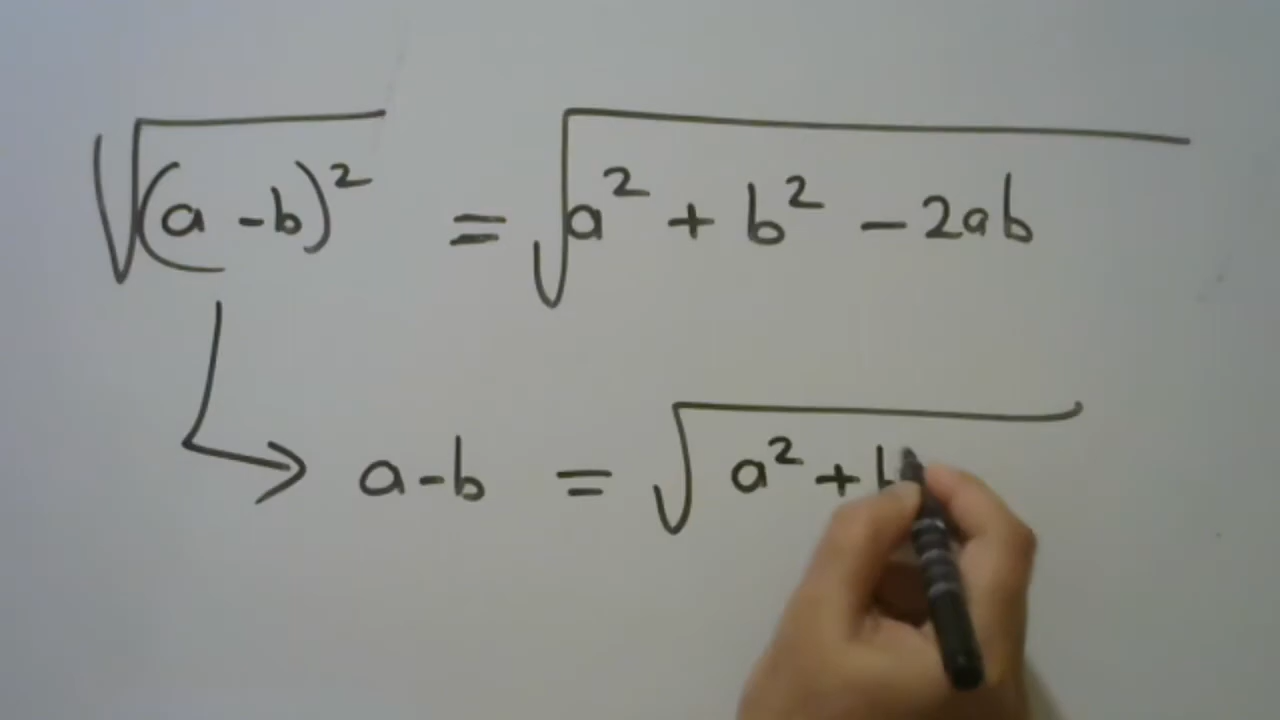 √(a - b)² = √a² + b² - 2ab
a - b = √a² + b